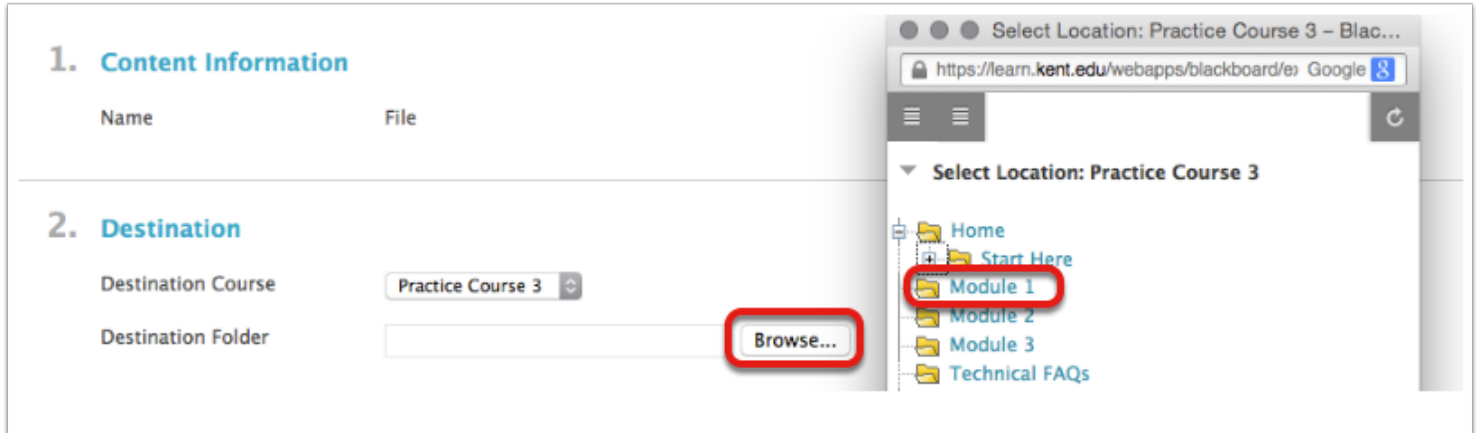 1. Content Information
Name File
2. Destination
Destination Course Practice Course 3
Destination Folder Browse...
Select Location: Practice Course 3 – Blac...
https://learn.kent.edu/webapps/blackboard/e Google 8
Select Location: Practice Course 3
Home
Start Here
Module 1
Module 2
Module 3
Technical FAQs